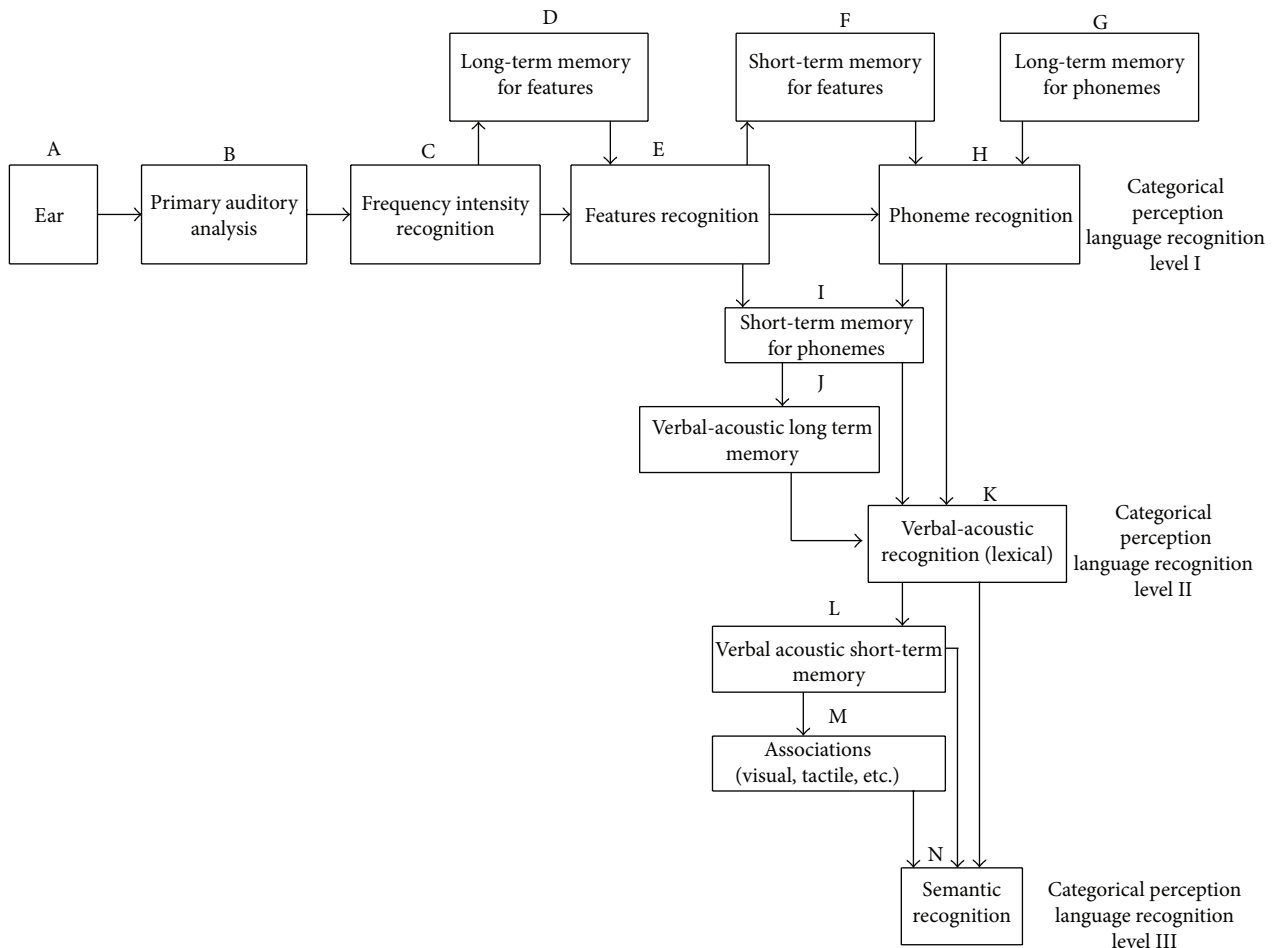 D
F
G
Long-term memory
for features
Short-term memory
for features
Long-term memory
for phonemes
A
B
C
E
H
Ear
Primary auditory
analysis
Frequency intensity
recognition
Features recognition
Phoneme recognition
Categorical
perception
language recognition
level I
I
Short-term memory
for phonemes
J
Verbal-acoustic long term
memory
K
Verbal-acoustic
recognition (lexical)
Categorical
perception
language recognition
level II
L
Verbal acoustic short-term
memory
M
Associations
(visual, tactile, etc.)
N
Semantic
recognition
Categorical perception
language recognition
level III